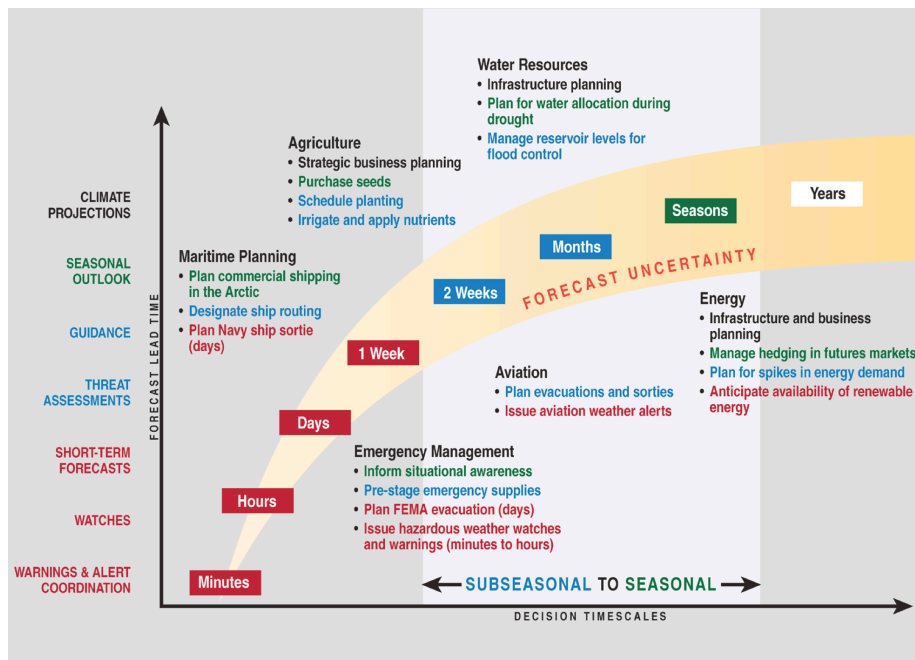 Water Resources
• Infrastructure planning
• Plan for water allocation during
drought
• Manage reservoir levels for
flood control
Agriculture
• Strategic business planning
• Purchase seeds
• Schedule planting
• Irrigate and apply nutrients
Maritime Planning
• Plan commercial shipping
in the Arctic
• Designate ship routing
• Plan Navy ship sortie
(days)
CLIMATE
PROJECTIONS
SEASONAL
OUTLOOK
GUIDANCE
THREAT
ASSESSMENTS
SHORT-TERM
FORECASTS
WATCHES
WARNINGS & ALERT
COORDINATION
FORECAST LEAD TIME
Years
Seasons
Months
2 Weeks
1 Week
Days
Hours
Minutes
FORECAST UNCERTAINTY
Energy
• Infrastructure and business
planning
• Manage hedging in futures markets
• Plan for spikes in energy demand
• Anticipate availability of renewable
energy
Aviation
• Plan evacuations and sorties
• Issue aviation weather alerts
Emergency Management
• Inform situational awareness
• Pre-stage emergency supplies
• Plan FEMA evacuation (days)
• Issue hazardous weather watches
and warnings (minutes to hours)
SUBSEASONAL TO SEASONAL
DECISION TIMESCALES